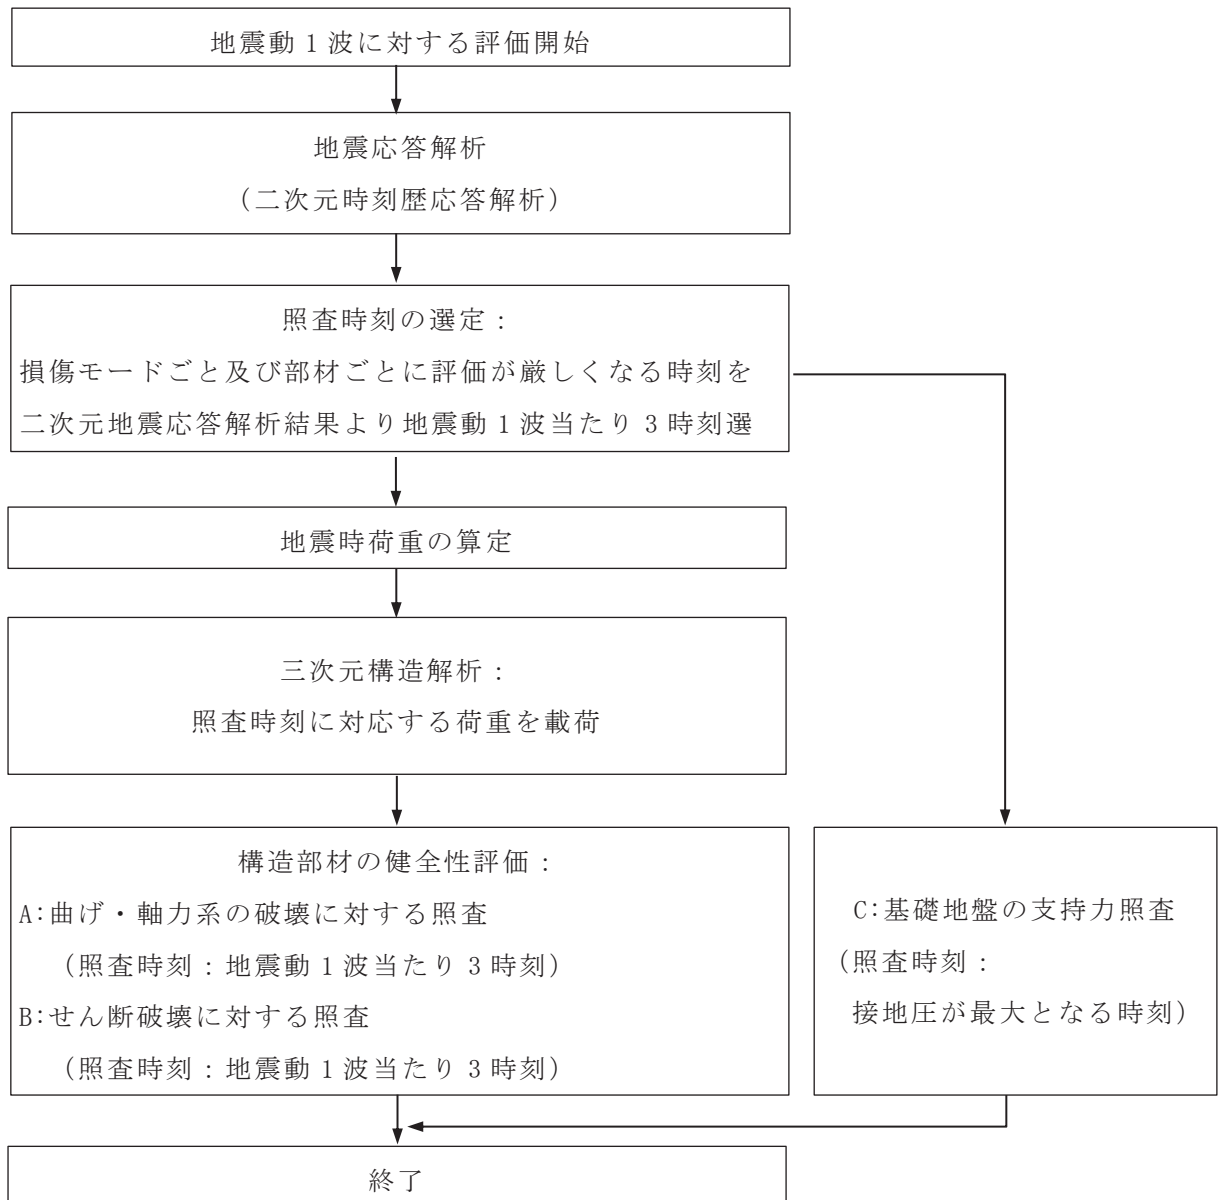 地震動1波に対する評価開始
地震応答解析
(二次元時刻歴応答解析)
照査時刻の選定:
損傷モードごと及び部材ごとに評価が厳しくなる時刻を
二次元地震応答解析結果より地震動1波当たり3時刻選
地震時荷重の算定
三次元構造解析:
照査時刻に対応する荷重を載荷
構造部材の健全性評価:
A:曲げ・軸力系の破壊に対する照査
(照査時刻:地震動1波当たり3時刻)
B:せん断破壊に対する照査
(照査時刻:地震動1波当たり3時刻)
C:基礎地盤の支持力照査
(照査時刻:
接地圧が最大となる時刻)
終了